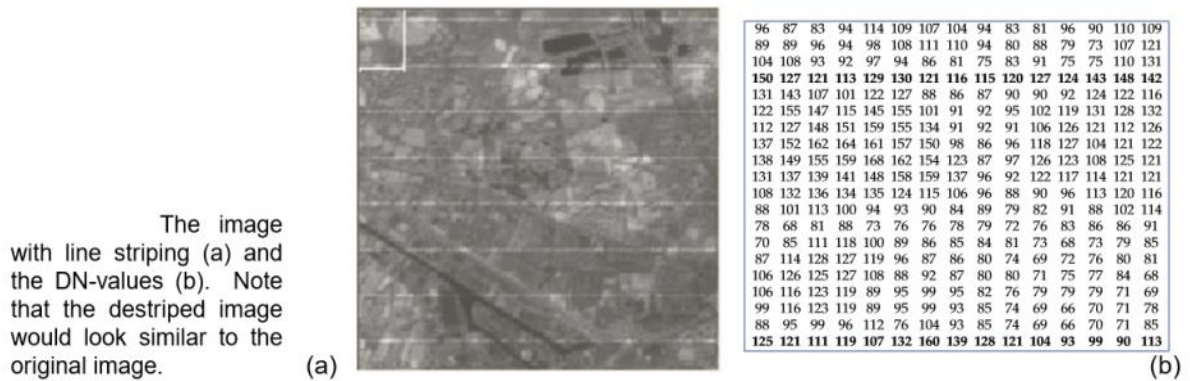 The image
with line striping (a) and
the DN-values (b). Note
that the destriped image
would look similar to the
original image.
(a)
96 87 83 94 114 109 107 104 94 83 81 96 90 110 109
89 89 96 94 98 108 111 110 94 80 88 79 73 107 121
104 108 93 92 97 94 86 81 75 83 91 75 75 110 131
150 127 121 113 129 130 121 116 115 120 127 124 143 148 142
131 143 107 101 122 127 88 86 87 90 90 92 124 122 116
122 155 147 115 145 155 101 91 92 95 102 119 131 128 132
112 127 148 151 159 155 134 91 92 91 106 126 121 112 126
137 152 162 164 161 157 150 98 86 96 118 127 104 121 122
138 149 155 159 168 162 154 123 87 97 126 123 108 125 121
131 137 139 141 148 158 159 137 96 92 122 117 114 121 121
108 132 136 134 135 124 115 106 96 88 90 96 113 120 116
88 101 113 100 94 93 90 84 89 79 82 91 88 102 114
78 68 81 88 73 76 76 78 79 72 76 83 86 86 91
70 85 111 118 100 89 86 85 84 81 73 68 73 79 85
87 114 128 127 119 96 87 86 80 74 69 72 76 80 81
106 126 125 127 108 88 92 87 80 80 71 75 77 84 68
106 116 123 119 89 95 99 95 82 76 79 79 79 71 69
99 116 123 119 89 95 99 93 85 74 69 66 70 71 78
88 95 99 96 112 76 104 93 85 74 69 66 70 71 85
125 121 111 119 107 132 160 139 128 121 104 93 99 90 113
(b)